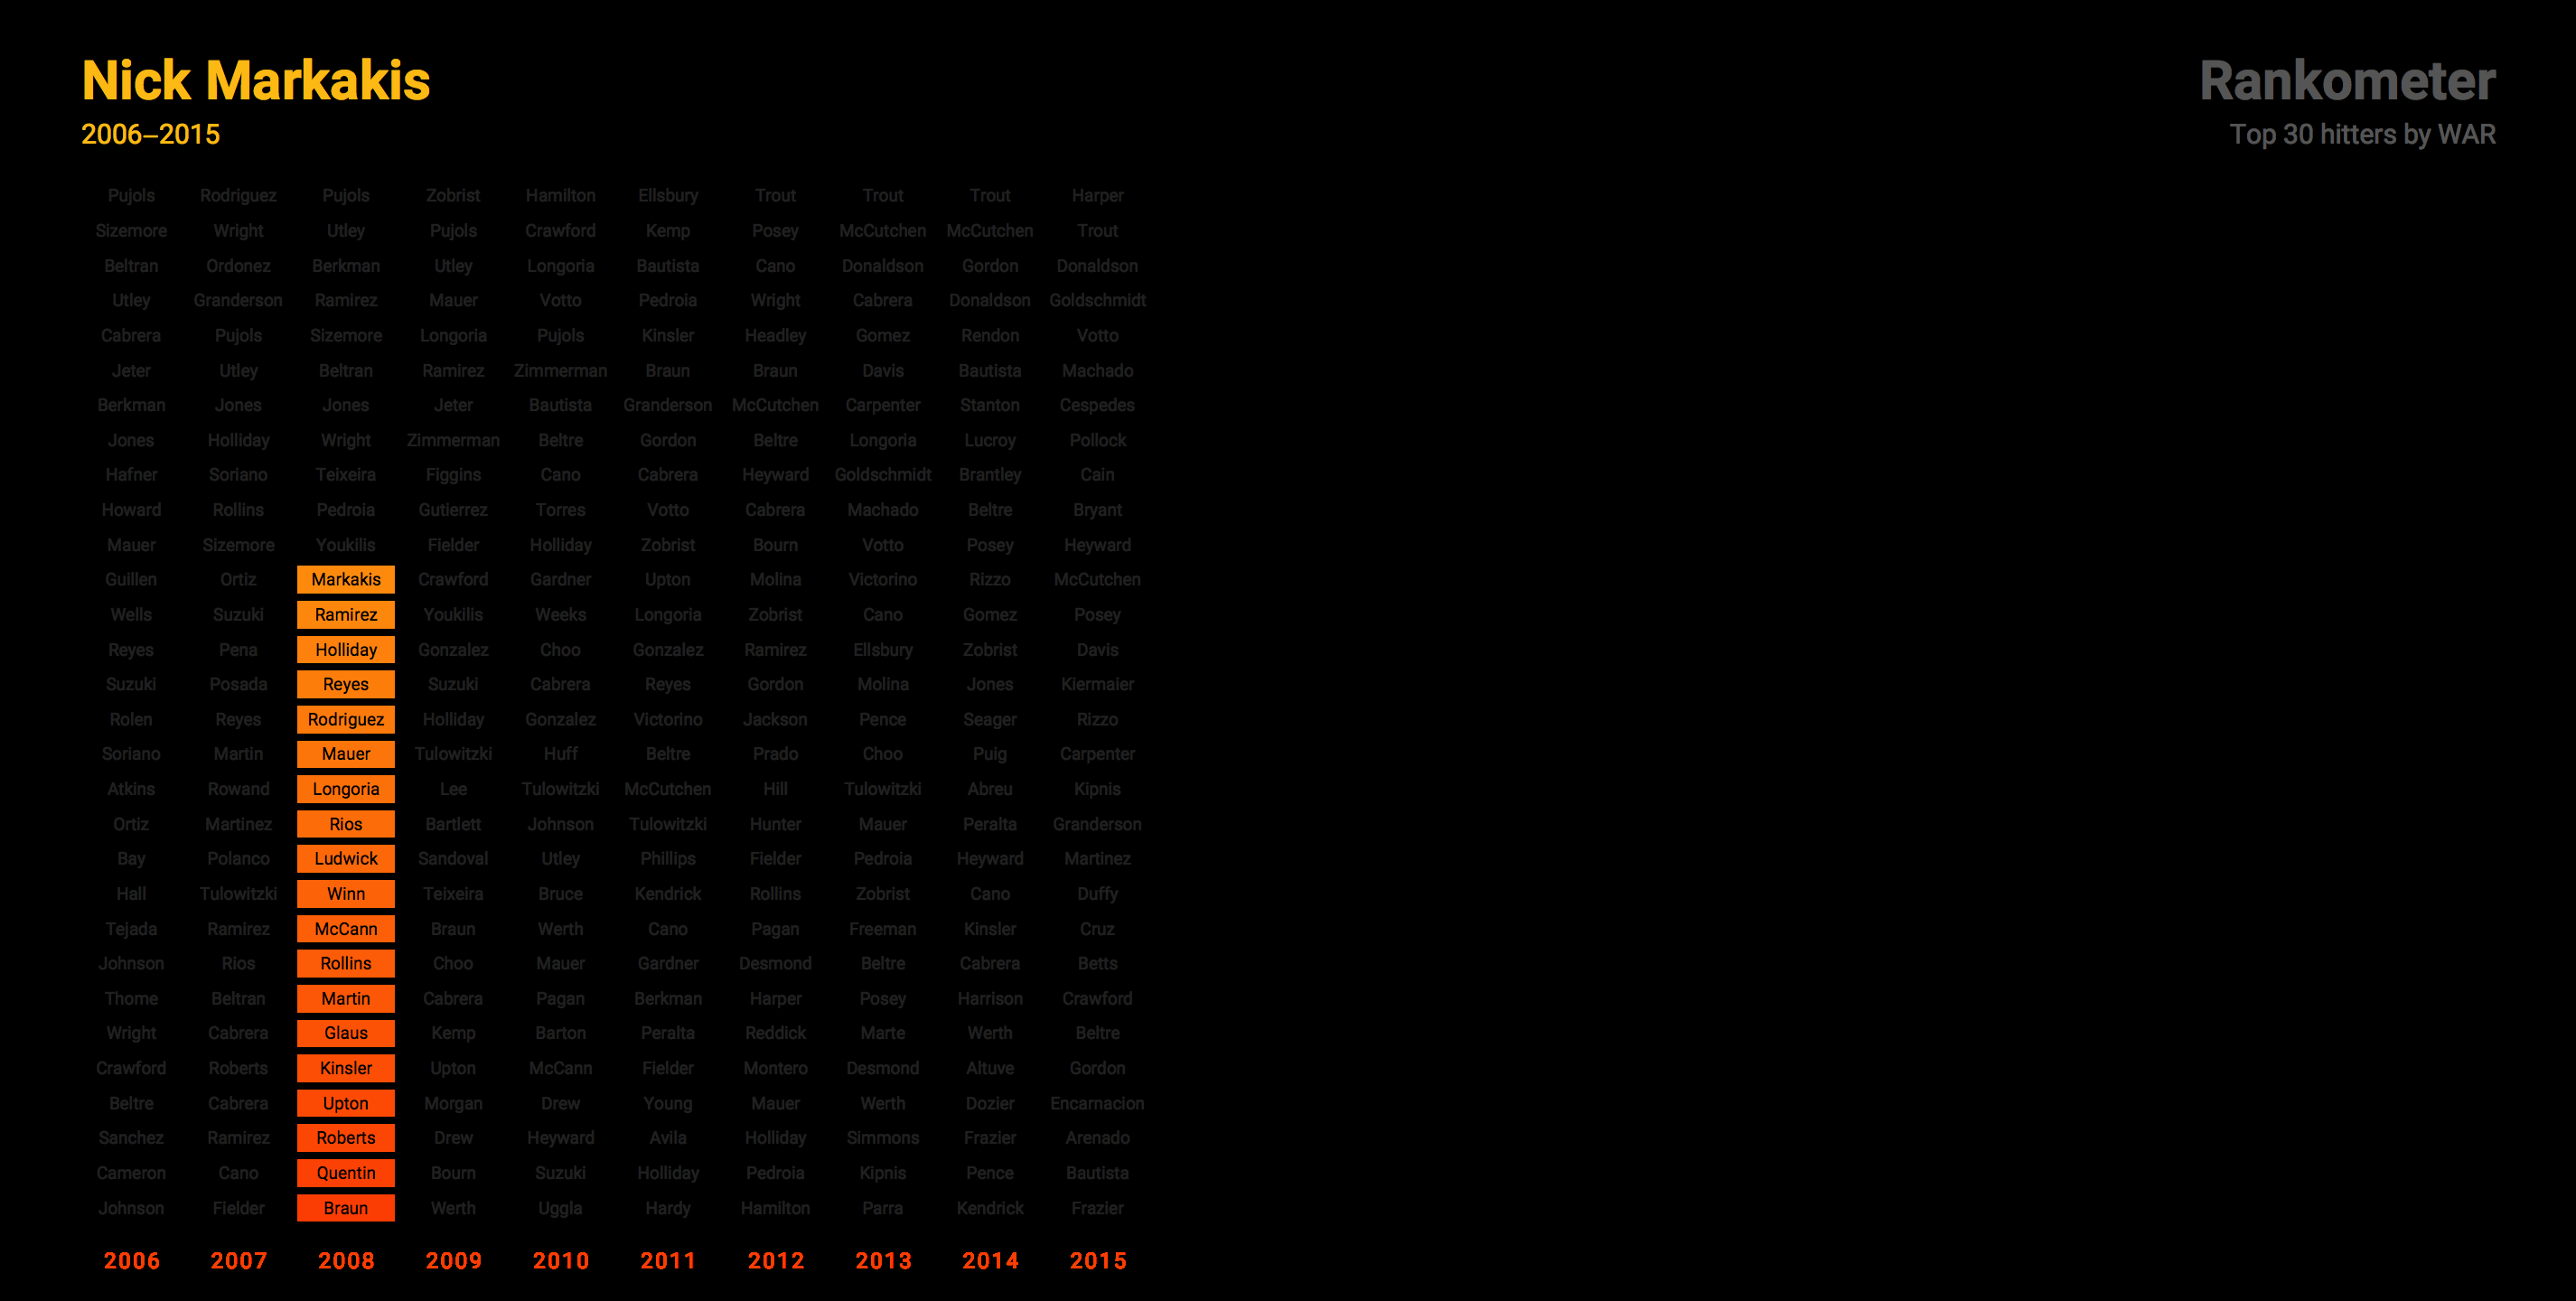 Nick Markakis
2006–2015
Rankometer
Top 30 hitters by WAR
Pujols Rodriguez Pujols Zobrist Hamilton Ellsbury Trout Trout Trout Harper
Sizemore Wright Utley Pujols Crawford Kemp Posey McCutchen McCutchen Trout
Beltran Ordonez Berkman Utley Longoria Bautista Cano Donaldson Gordon Donaldson
Utley Granderson Ramirez Mauer Votto Pedroia Wright Cabrera Donaldson Goldschmidt
Cabrera Pujols Sizemore Longoria Pujols Kinsler Headley Gomez Rendon Votto
Jeter Utley Beltran Ramirez Zimmerman Braun Braun Davis Bautista Machado
Berkman Jones Jones Jeter Bautista Granderson McCutchen Carpenter Stanton Cespedes
Jones Holliday Wright Zimmerman Beltre Gordon Beltre Longoria Lucroy Pollock
Hafner Soriano Teixeira Figgins Cano Cabrera Heyward Goldschmidt Brantley Cain
Howard Rollins Pedroia Gutierrez Torres Votto Cabrera Machado Beltre Bryant
Mauer Sizemore Youkilis Fielder Holliday Zobrist Bourn Votto Posey Heyward
Guillen Ortiz Markakis Crawford Gardner Upton Molina Victorino Rizzo McCutchen
Wells Suzuki Ramirez Youkilis Weeks Longoria Zobrist Cano Gomez Posey
Reyes Pena Holliday Gonzalez Choo Gonzalez Ramirez Ellsbury Zobrist Davis
Suzuki Posada Reyes Suzuki Cabrera Reyes Gordon Molina Jones Kiermaier
Rolen Reyes Rodriguez Holliday Gonzalez Victorino Jackson Pence Seager Rizzo
Soriano Martin Mauer Tulowitzki Huff Beltre Prado Choo Puig Carpenter
Atkins Rowand Longoria Lee Tulowitzki McCutchen Hill Tulowitzki Abreu Kipnis
Ortiz Martinez Rios Bartlett Johnson Tulowitzki Hunter Mauer Peralta Granderson
Bay Polanco Ludwick Sandoval Utley Phillips Fielder Pedroia Heyward Martinez
Hall Tulowitzki Winn Teixeira Bruce Kendrick Rollins Zobrist Cano Duffy
Tejada Ramirez McCann Braun Werth Cano Pagan Freeman Kinsler Cruz
Johnson Rios Rollins Choo Mauer Gardner Desmond Beltre Cabrera Betts
Thome Beltran Martin Cabrera Pagan Berkman Harper Posey Harrison Crawford
Wright Cabrera Glaus Kemp Barton Peralta Reddick Marte Werth Beltre
Crawford Roberts Kinsler Upton McCann Fielder Montero Desmond Altuve Gordon
Beltre Cabrera Upton Morgan Drew Young Mauer Werth Dozier Encarnacion
Sanchez Ramirez Roberts Drew Heyward Avila Holliday Simmons Frazier Arenado
Cameron Cano Quentin Bourn Suzuki Holliday Pedroia Kipnis Pence Bautista
Johnson Fielder Braun Werth Uggla Hardy Hamilton Parra Kendrick Frazier
2006 2007 2008 2009 2010 2011 2012 2013 2014 2015